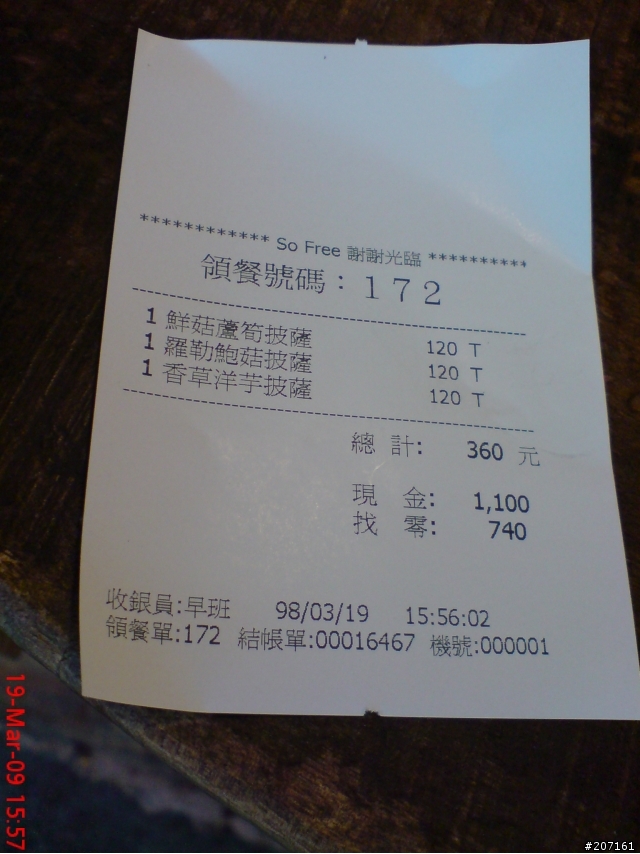 ************ So Free 謝謝光臨 **********
領餐號碼：172
1 鮮菇蘆筍披薩 120 T
1 羅勒鮑菇披薩 120 T
1 香草洋芋披薩 120 T
總 計: 360 元
現 金: 1,100
找 零: 740
收銀員:早班 98/03/19 15:56:02
領餐單:172 結帳單:00016467 機號:000001
19-Mar-09 15:57
#207161